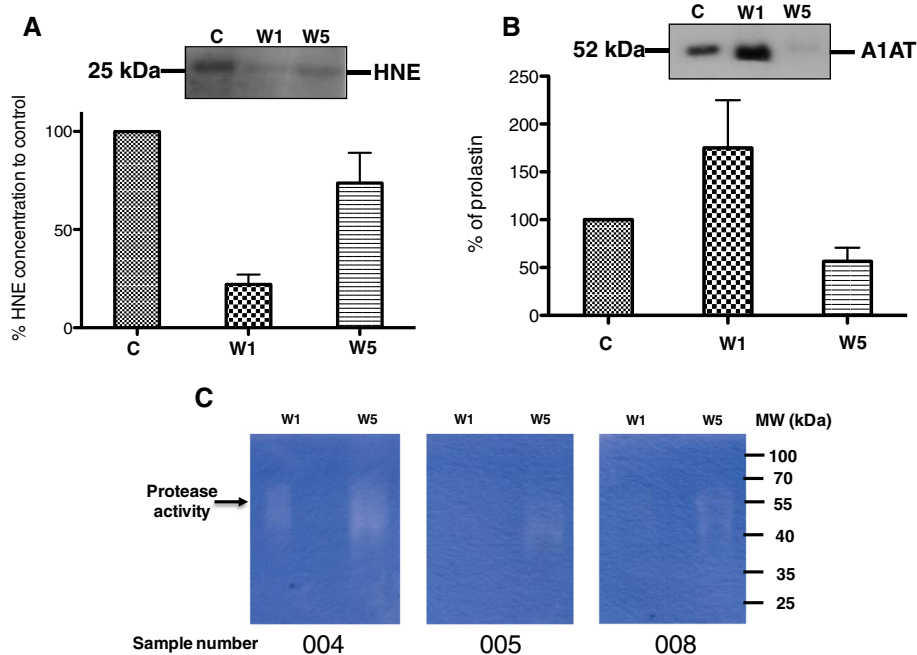 A
C W1 W5
25 kDa HNE
% HNE concentration to control
100
50
0
C W1 W5
B
C W1 W5
52 kDa A1AT
% of prolastin
250
200
150
100
50
0
C W1 W5
C
W1 W5 W1 W5 W1 W5 MW (kDa)
100
70
Protease
activity
55
40
35
25
Sample number 004 005 008